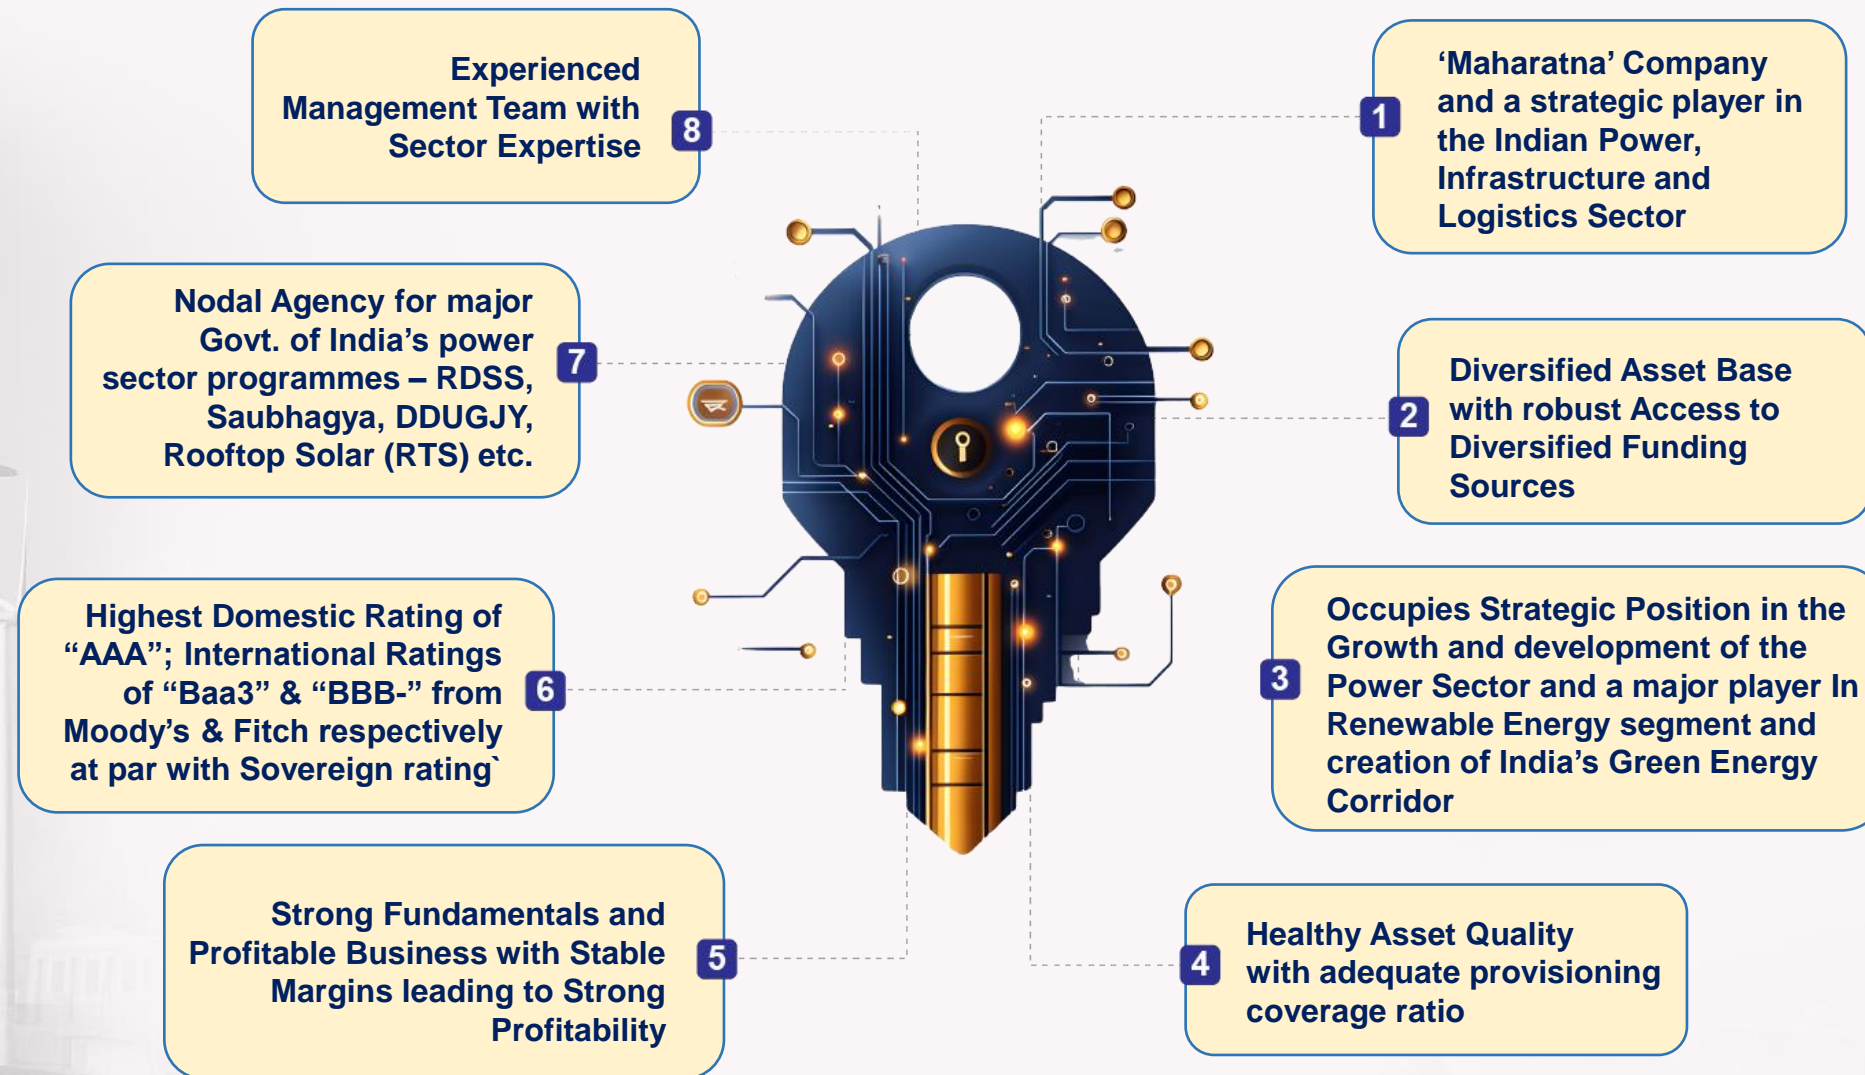 1
‘Maharatna’ Company
and a strategic player in
the Indian Power,
Infrastructure and
Logistics Sector
2
Diversified Asset Base
with robust Access to
Diversified Funding
Sources
3
Occupies Strategic Position in the
Growth and development of the
Power Sector and a major player In
Renewable Energy segment and
creation of India’s Green Energy
Corridor
4
Healthy Asset Quality
with adequate provisioning
coverage ratio
5
Strong Fundamentals and
Profitable Business with Stable
Margins leading to Strong
Profitability
6
Highest Domestic Rating of
“AAA”; International Ratings
of “Baa3” & “BBB-” from
Moody’s & Fitch respectively
at par with Sovereign rating`
7
Nodal Agency for major
Govt. of India’s power
sector programmes – RDSS,
Saubhagya, DDUGJY,
Rooftop Solar (RTS) etc.
8
Experienced
Management Team with
Sector Expertise